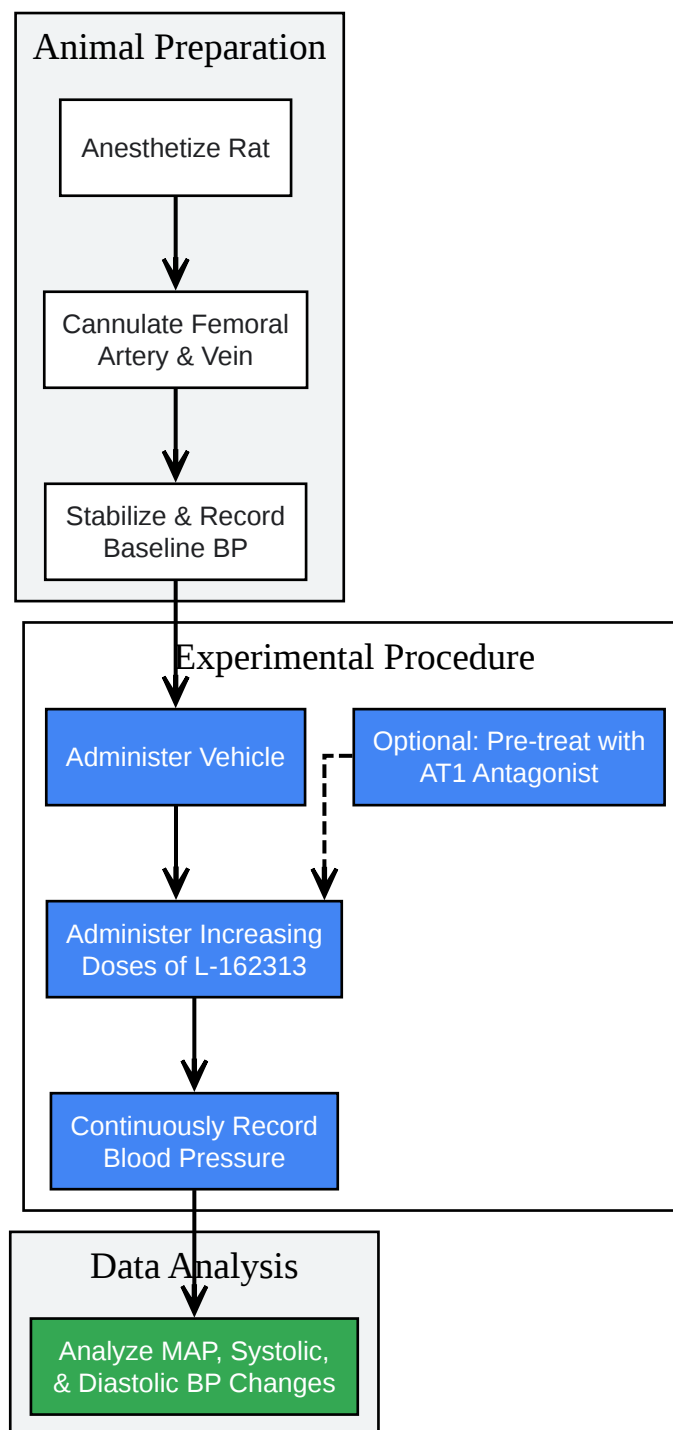 Animal Preparation
Anesthetize Rat
Cannulate Femoral
Artery & Vein
Stabilize & Record
Baseline BP
Experimental Procedure
Administer Vehicle
Optional: Pre-treat with
AT1 Antagonist
Administer Increasing
Doses of L-162313
Continuously Record
Blood Pressure
Data Analysis
Analyze MAP, Systolic,
& Diastolic BP Changes